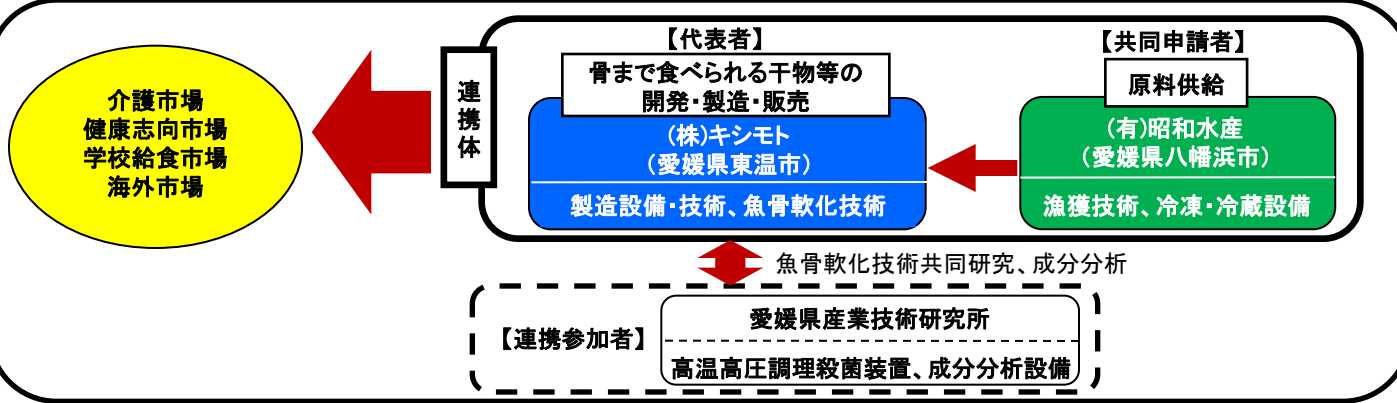 介護市場
健康志向市場
学校給食市場
海外市場
連携体
【代表者】
骨まで食べられる干物等の
開発・製造・販売
(株)キシモト
(愛媛県東温市)
製造設備・技術、魚骨軟化技術
【共同申請者】
原料供給
(有)昭和水産
(愛媛県八幡浜市)
漁獲技術、冷凍・冷蔵設備
魚骨軟化技術共同研究、成分分析
【連携参加者】
愛媛県産業技術研究所
高温高圧調理殺菌装置、成分分析設備